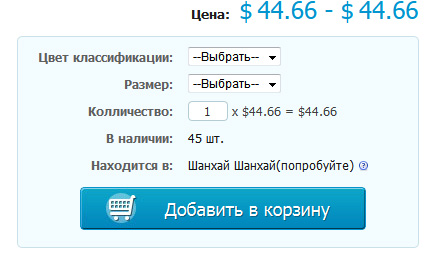 Цена: $ 44.66 - $ 44.66
Цвет классификации: --Выбрать--
Размер: --Выбрать--
Колличество: 1 x $44.66 = $44.66
В наличии: 45 шт.
Находится в: Шанхай Шанхай(попробуйте) ?
Добавить в корзину